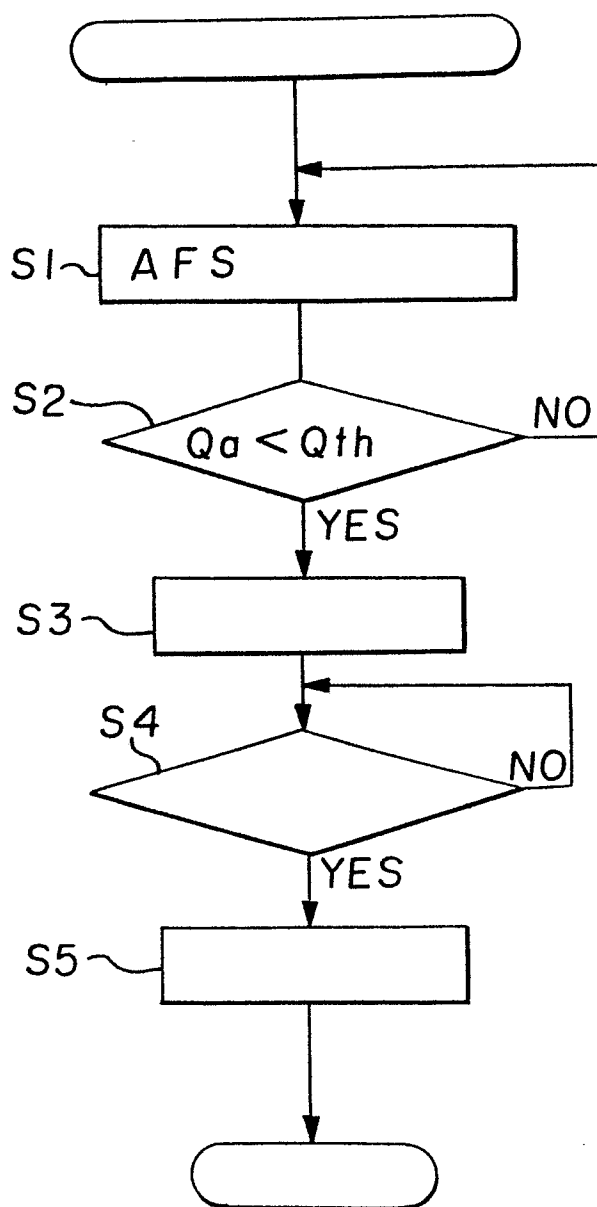 S1 AFS
S2
Qa < Qth
NO
YES
S3
S4
NO
YES
S5